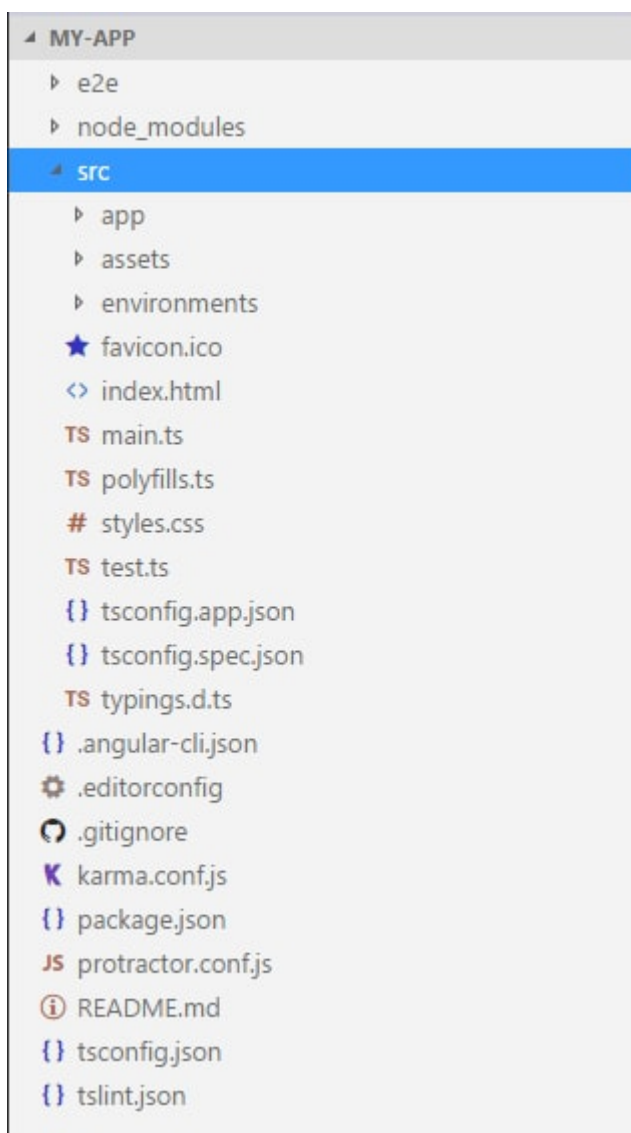 MY-APP
e2e
node_modules
src
app
assets
environments
favicon.ico
<> index.html
TS main.ts
TS polyfills.ts
# styles.css
TS test.ts
{} tsconfig.app.json
{} tsconfig.spec.json
TS typings.d.ts
{} .angular-cli.json
.editorconfig
.gitignore
K karma.conf.js
{} package.json
JS protractor.conf.js
i README.md
{} tsconfig.json
{} tslint.json